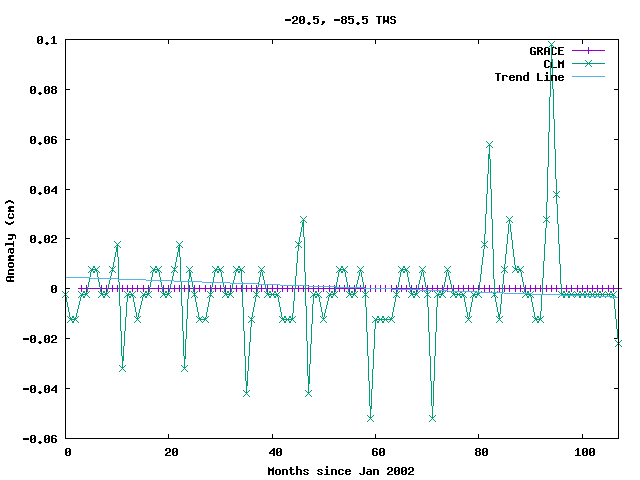 -20.5, -85.5 TWS
0.1
GRACE
CLM
Trend Line
0.08
0.06
0.04
0.02
0
-0.02
-0.04
-0.06
Anomaly (cm)
0 20 40 60 80 100
Months since Jan 2002